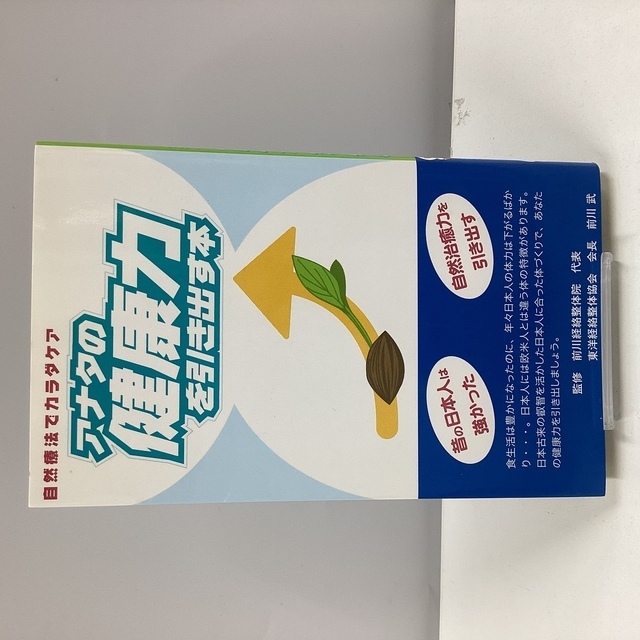 自然療法でカラダケア
アナタの
健康力
を引き出す本
昔の日本人は
強かった
自然治癒力を
引き出す
食生活は豊かになったのに、年々日本人の体力は下がるばか
り・・・。日本人には欧米人とは違う体の特徴があります。
日本古来の叡智を活かした日本人に合った体づくりで、あなた
の健康力を引き出しましょう。
監修 前川経絡整体院 代表
東洋経絡整体協会 会長 前川 武